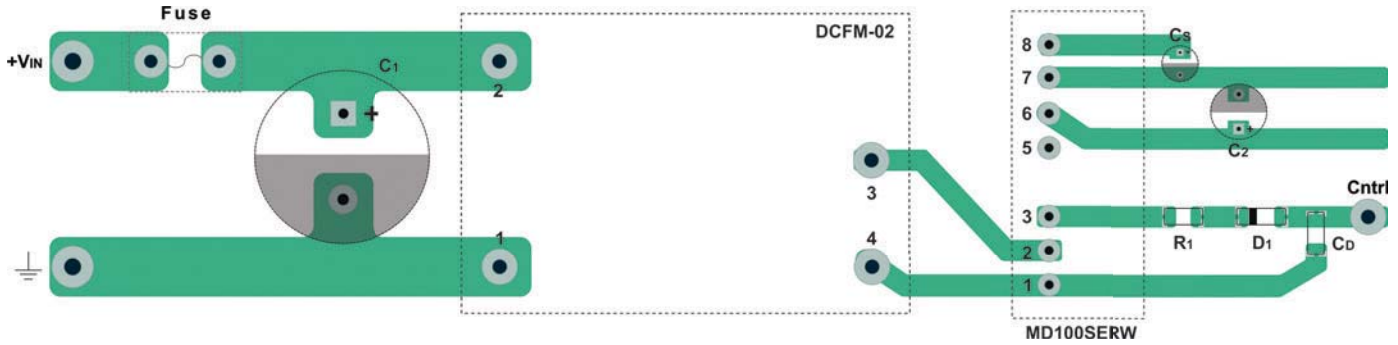 Fuse
+VIN
C1
+
2
1
DCFM-02
3
4
8
7
6
5
3
2
1
MD100SERW
Cs
+
C2
+
R1
D1
CD
Cntrl